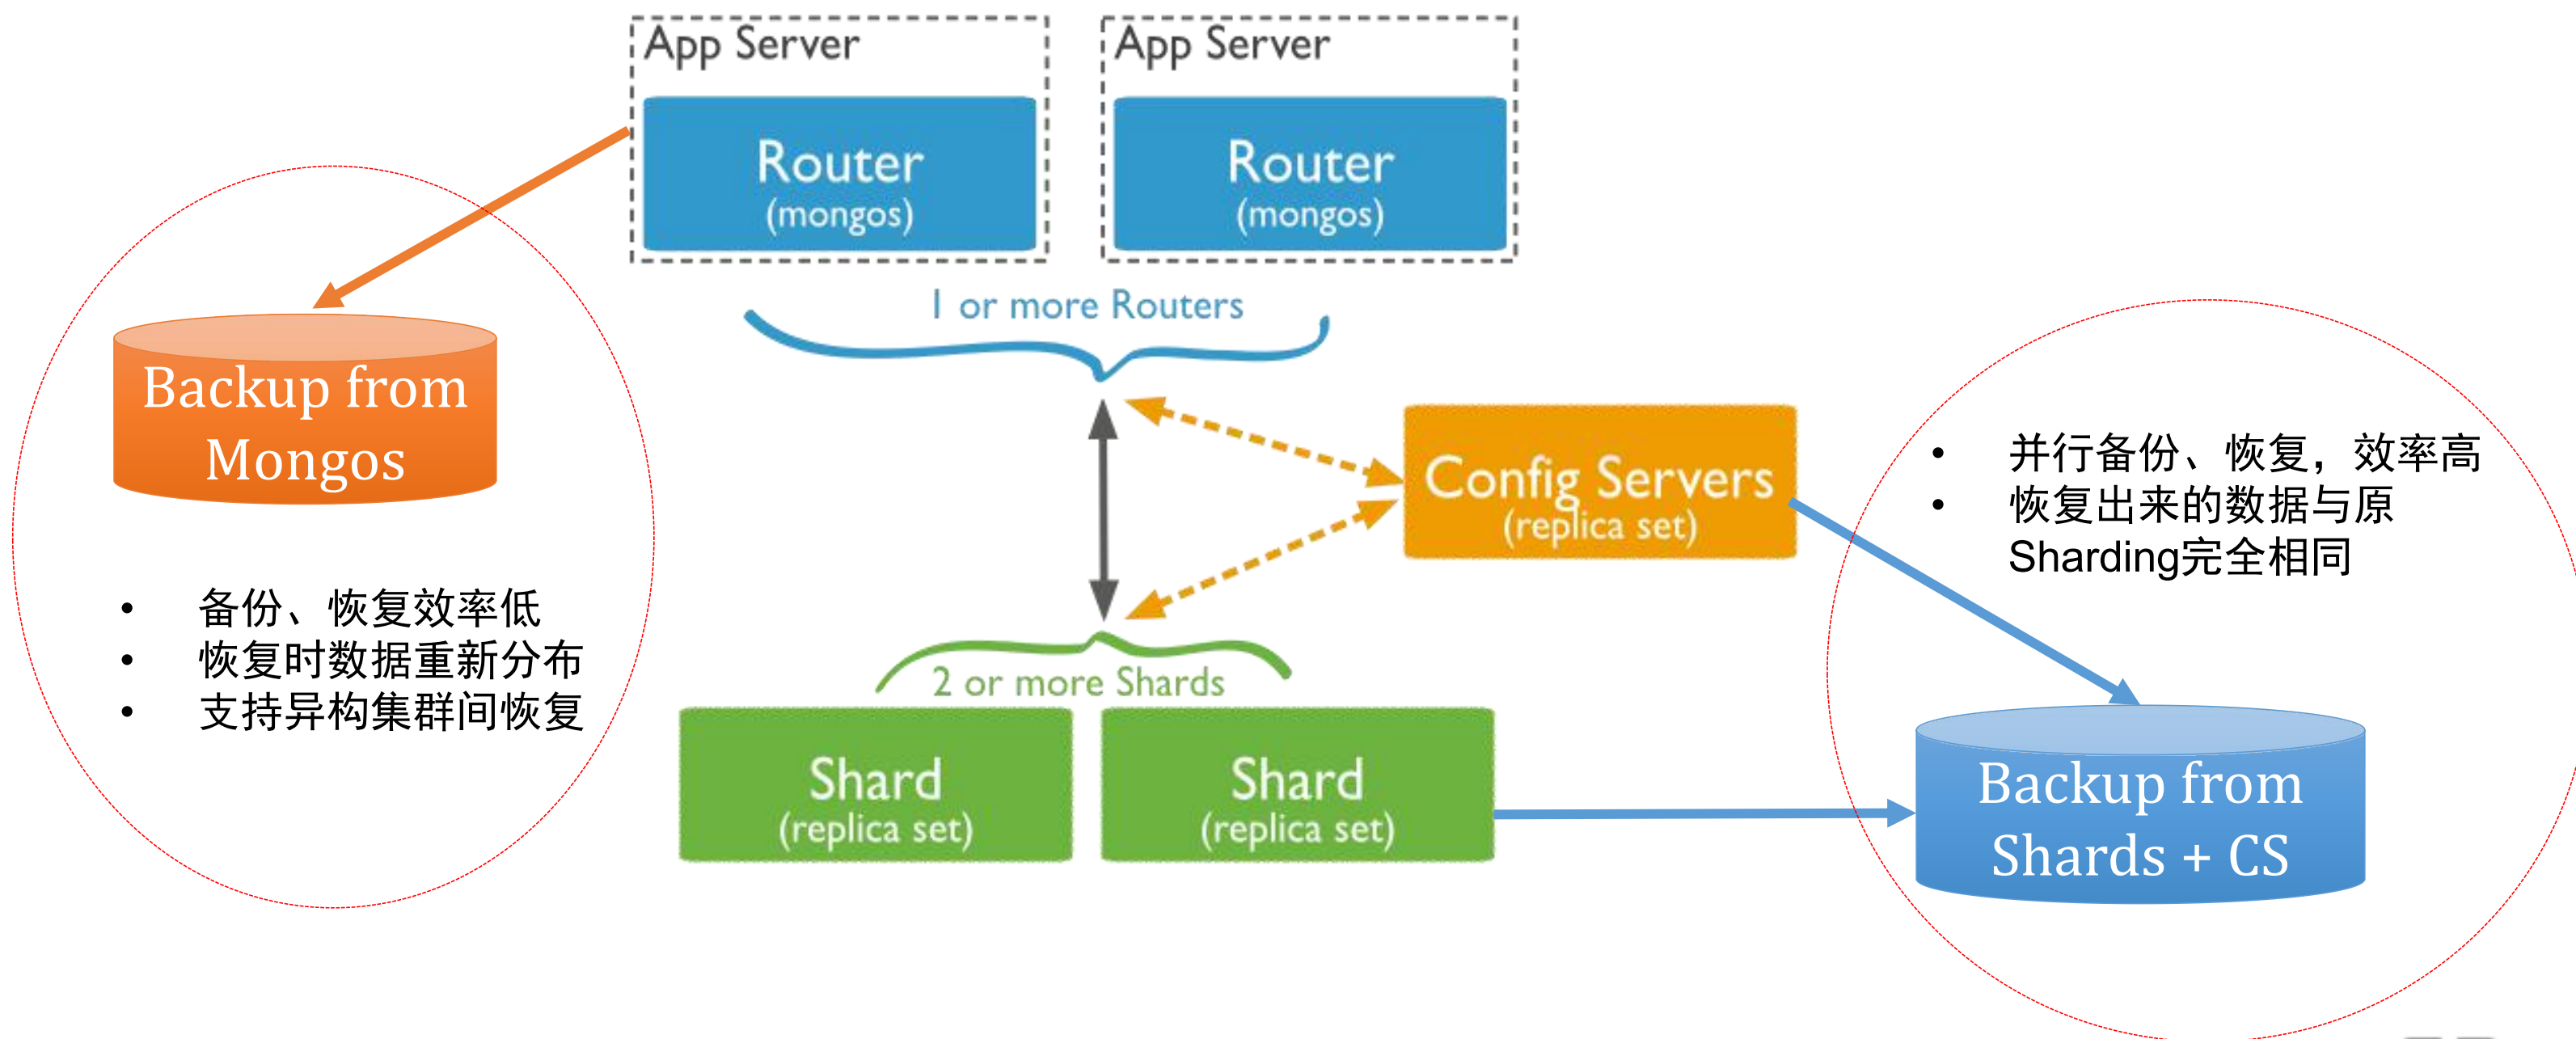 App Server
Router
(mongos)
App Server
Router
(mongos)
1 or more Routers
Backup from
Mongos
• 备份、恢复效率低
• 恢复时数据重新分布
• 支持异构集群间恢复
Config Servers
(replica set)
• 并行备份、恢复，效率高
• 恢复出来的数据与原
Sharding完全相同
2 or more Shards
Shard
(replica set)
Shard
(replica set)
Backup from
Shards + CS